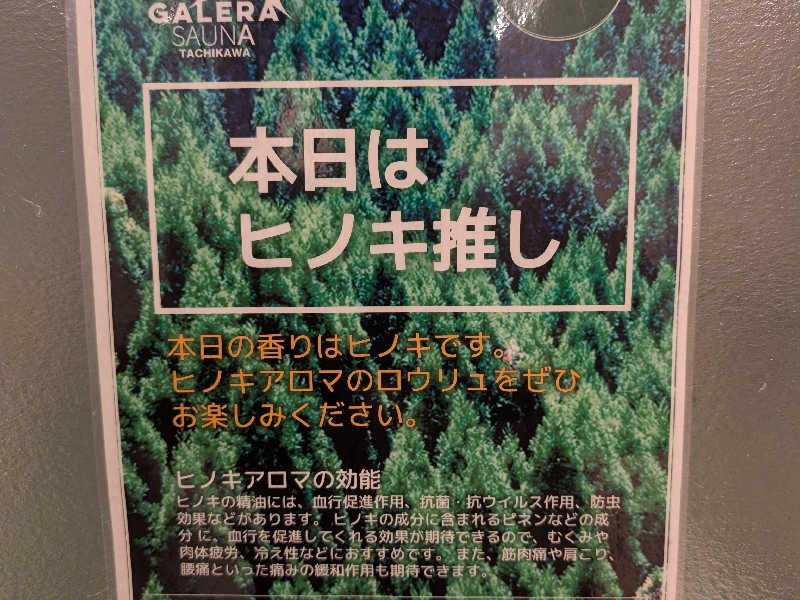 GALERA
SAUNA
TACHIKAWA
本日は
ヒノキ推し
本日の香りはヒノキです。
ヒノキアロマのロウリュをぜひ
お楽しみください。
ヒノキアロマの効能
ヒノキの精油には、血行促進作用、抗菌・抗ウイルス作用、防虫
効果などがあります。 ヒノキの成分に含まれるピネンなどの成
分 に、血行を促進してくれる効果が期待できるので、むくみや
肉体疲労、冷え性などにおすすめです。 また、筋肉痛や肩こり、
腰痛といった痛みの緩和作用も期待できます。